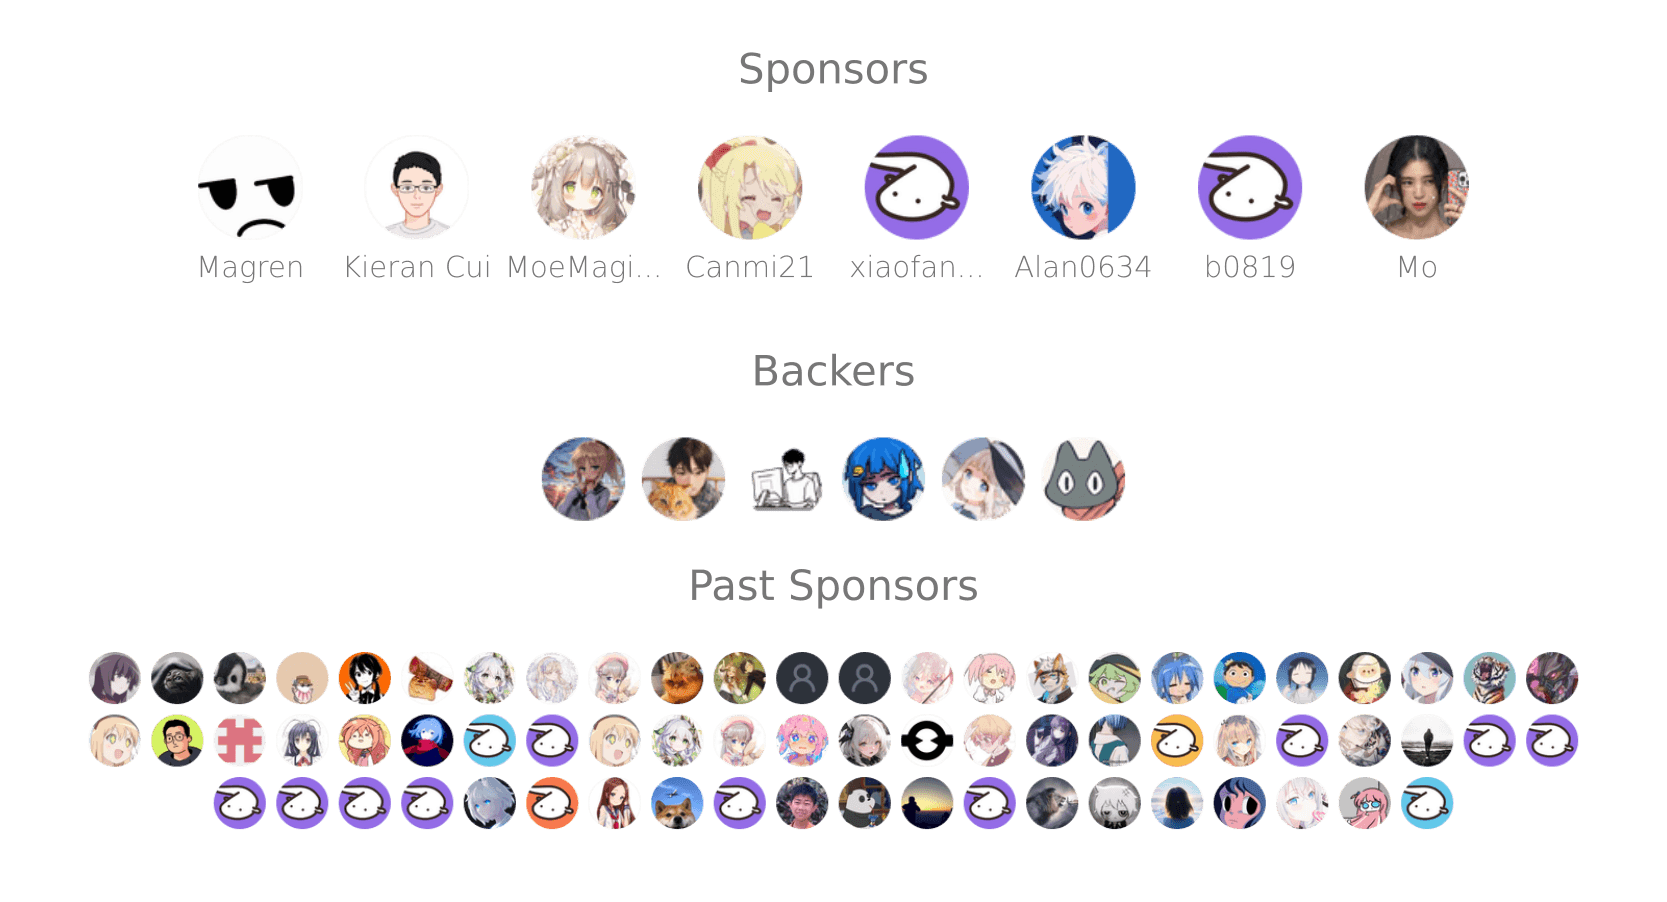 Sponsors
Magren Kieran Cui MoeMagi... Canmi21 xiaofan... Alan0634 b0819 Mo
Backers
Past Sponsors